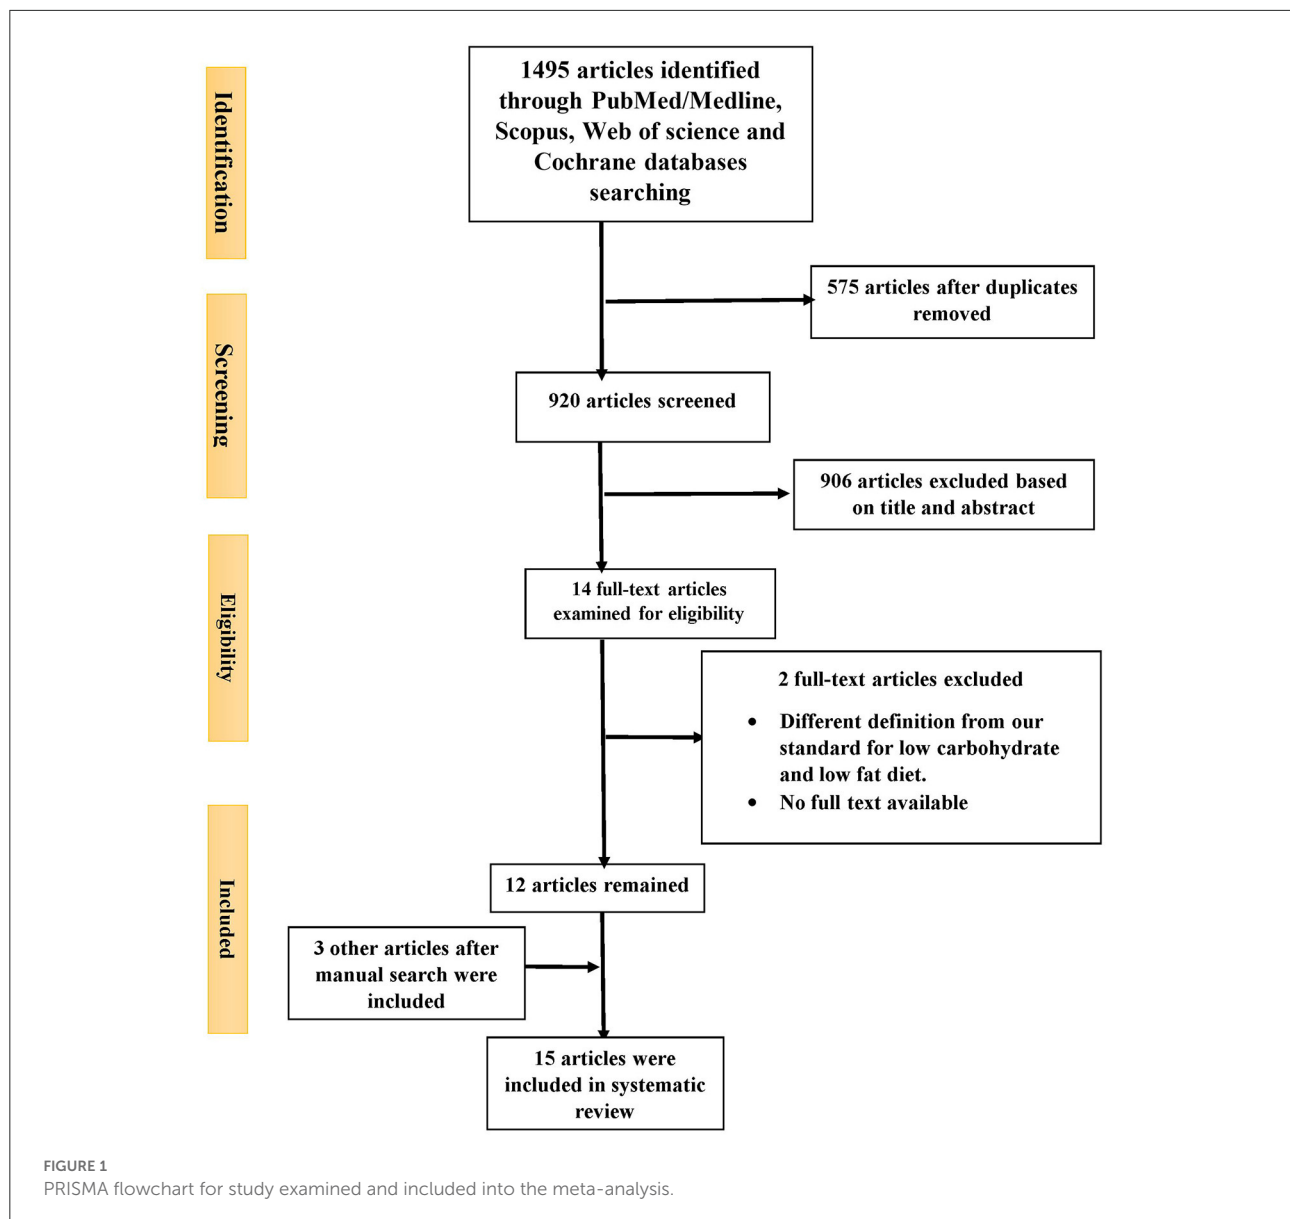 Identification
1495 articles identified
through PubMed/Medline,
Scopus, Web of science and
Cochrane databases
searching
575 articles after duplicates
removed
Screening
920 articles screened
906 articles excluded based
on title and abstract
Eligibility
14 full-text articles
examined for eligibility
2 full-text articles excluded
• Different definition from our
standard for low carbohydrate
and low fat diet.
• No full text available
Included
12 articles remained
3 other articles after
manual search were
included
15 articles were
included in systematic
review
FIGURE 1
PRISMA flowchart for study examined and included into the meta-analysis.